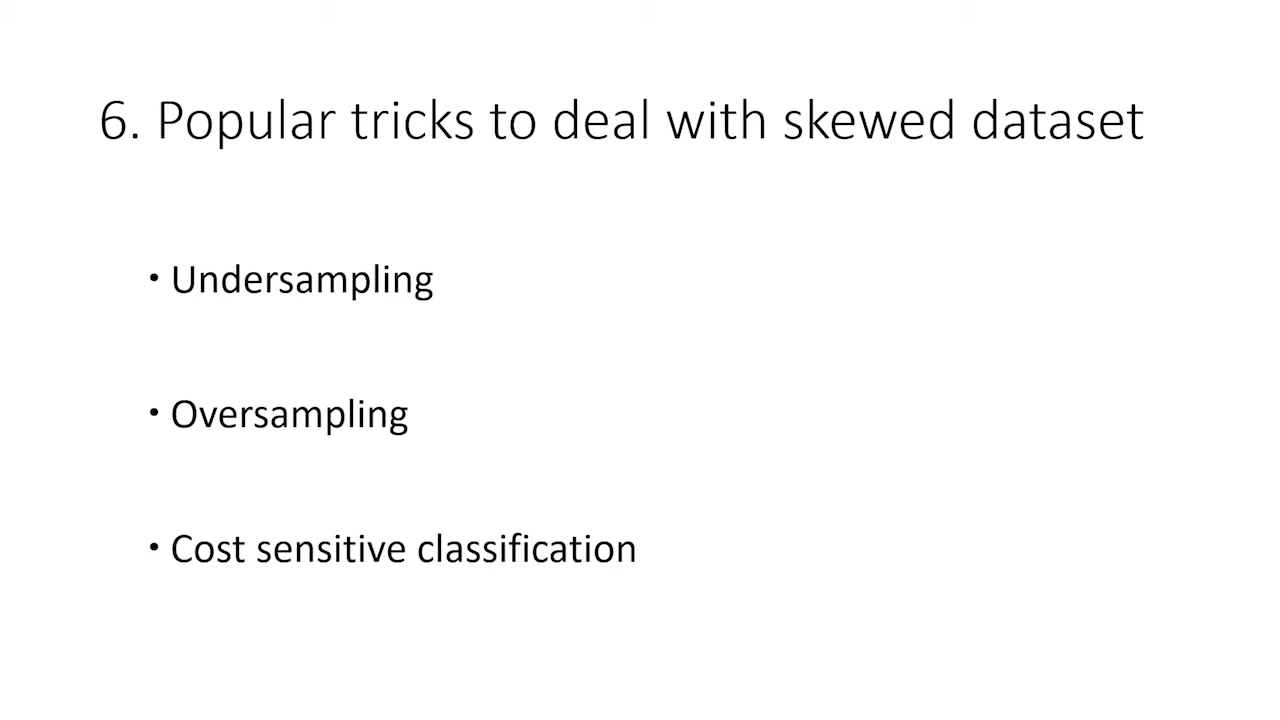 6. Popular tricks to deal with skewed dataset
• Undersampling
• Oversampling
• Cost sensitive classification